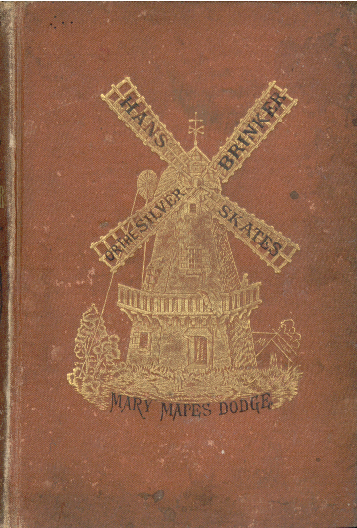 HANS
BRINKER
OR THE SILVER
SKATES
MARY MAPES DODGE